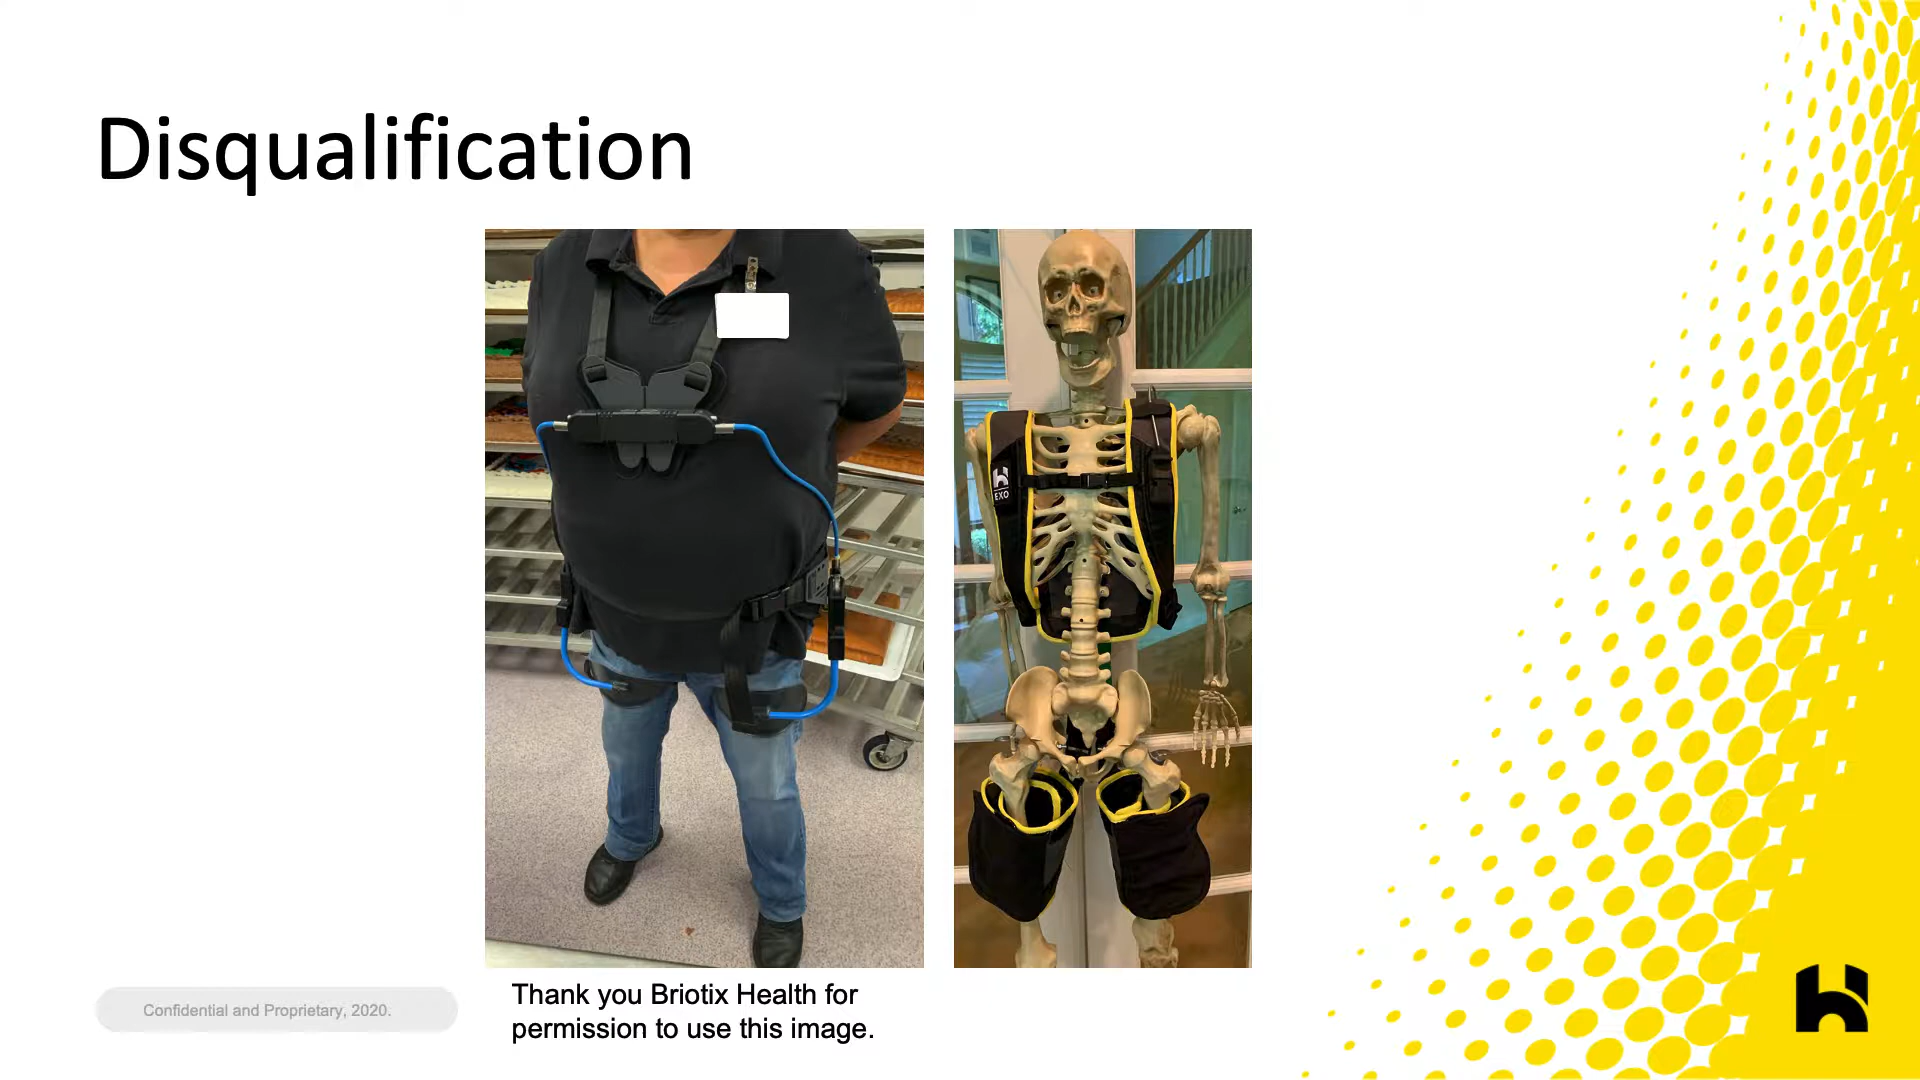 Disqualification
EXO
Thank you Briotix Health for
permission to use this image.
Confidential and Proprietary, 2020.